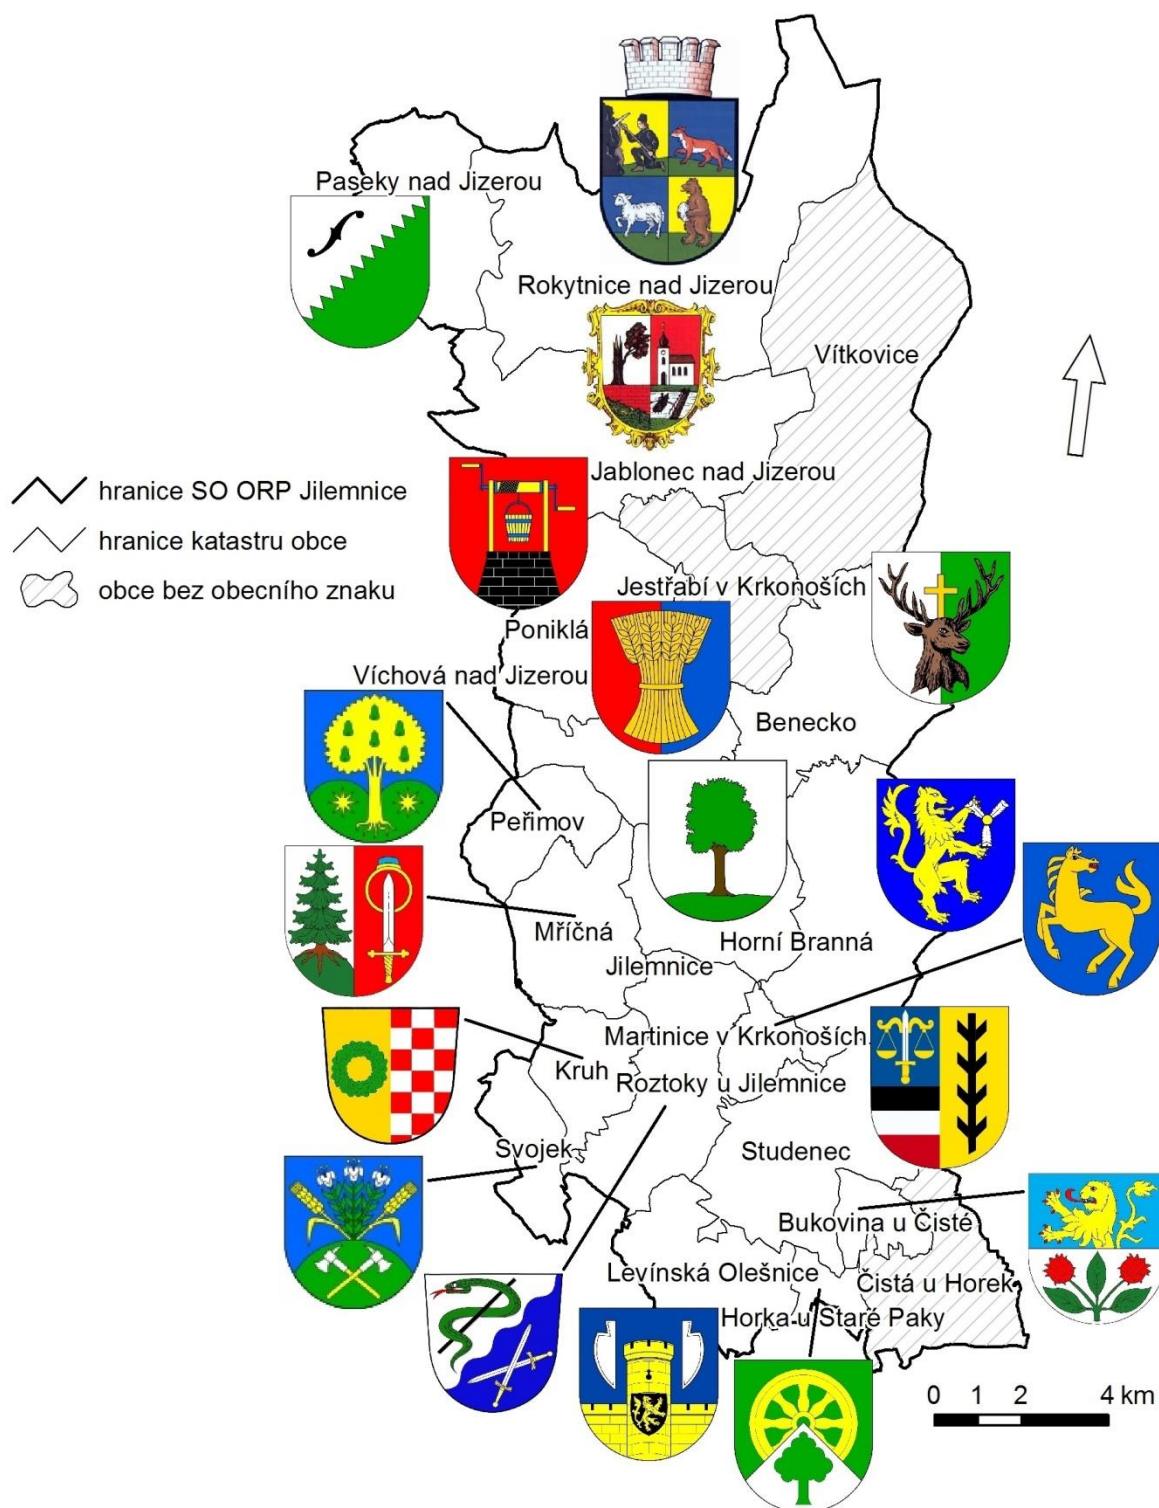 Paseky nad Jizerou
Rokytnice nad Jizerou
Vítkovice
Jablonec nad Jizerou
hranice SO ORP Jilemnice
hranice katastru obce
obce bez obecního znaku
Jestřabí v Krkonoších
Poniklá
Víchová nad Jizerou
Benecko
Peřimov
Mříčná
Horní Branná
Jilemnice
Martinice v Krkonoších
Kruh
Roztoky u Jilemnice
Svojek
Studenec
Bukovina u Čisté
Levínská Olešnice
Čistá u Horek
Horka u Staré Paky
0 1 2 4 km